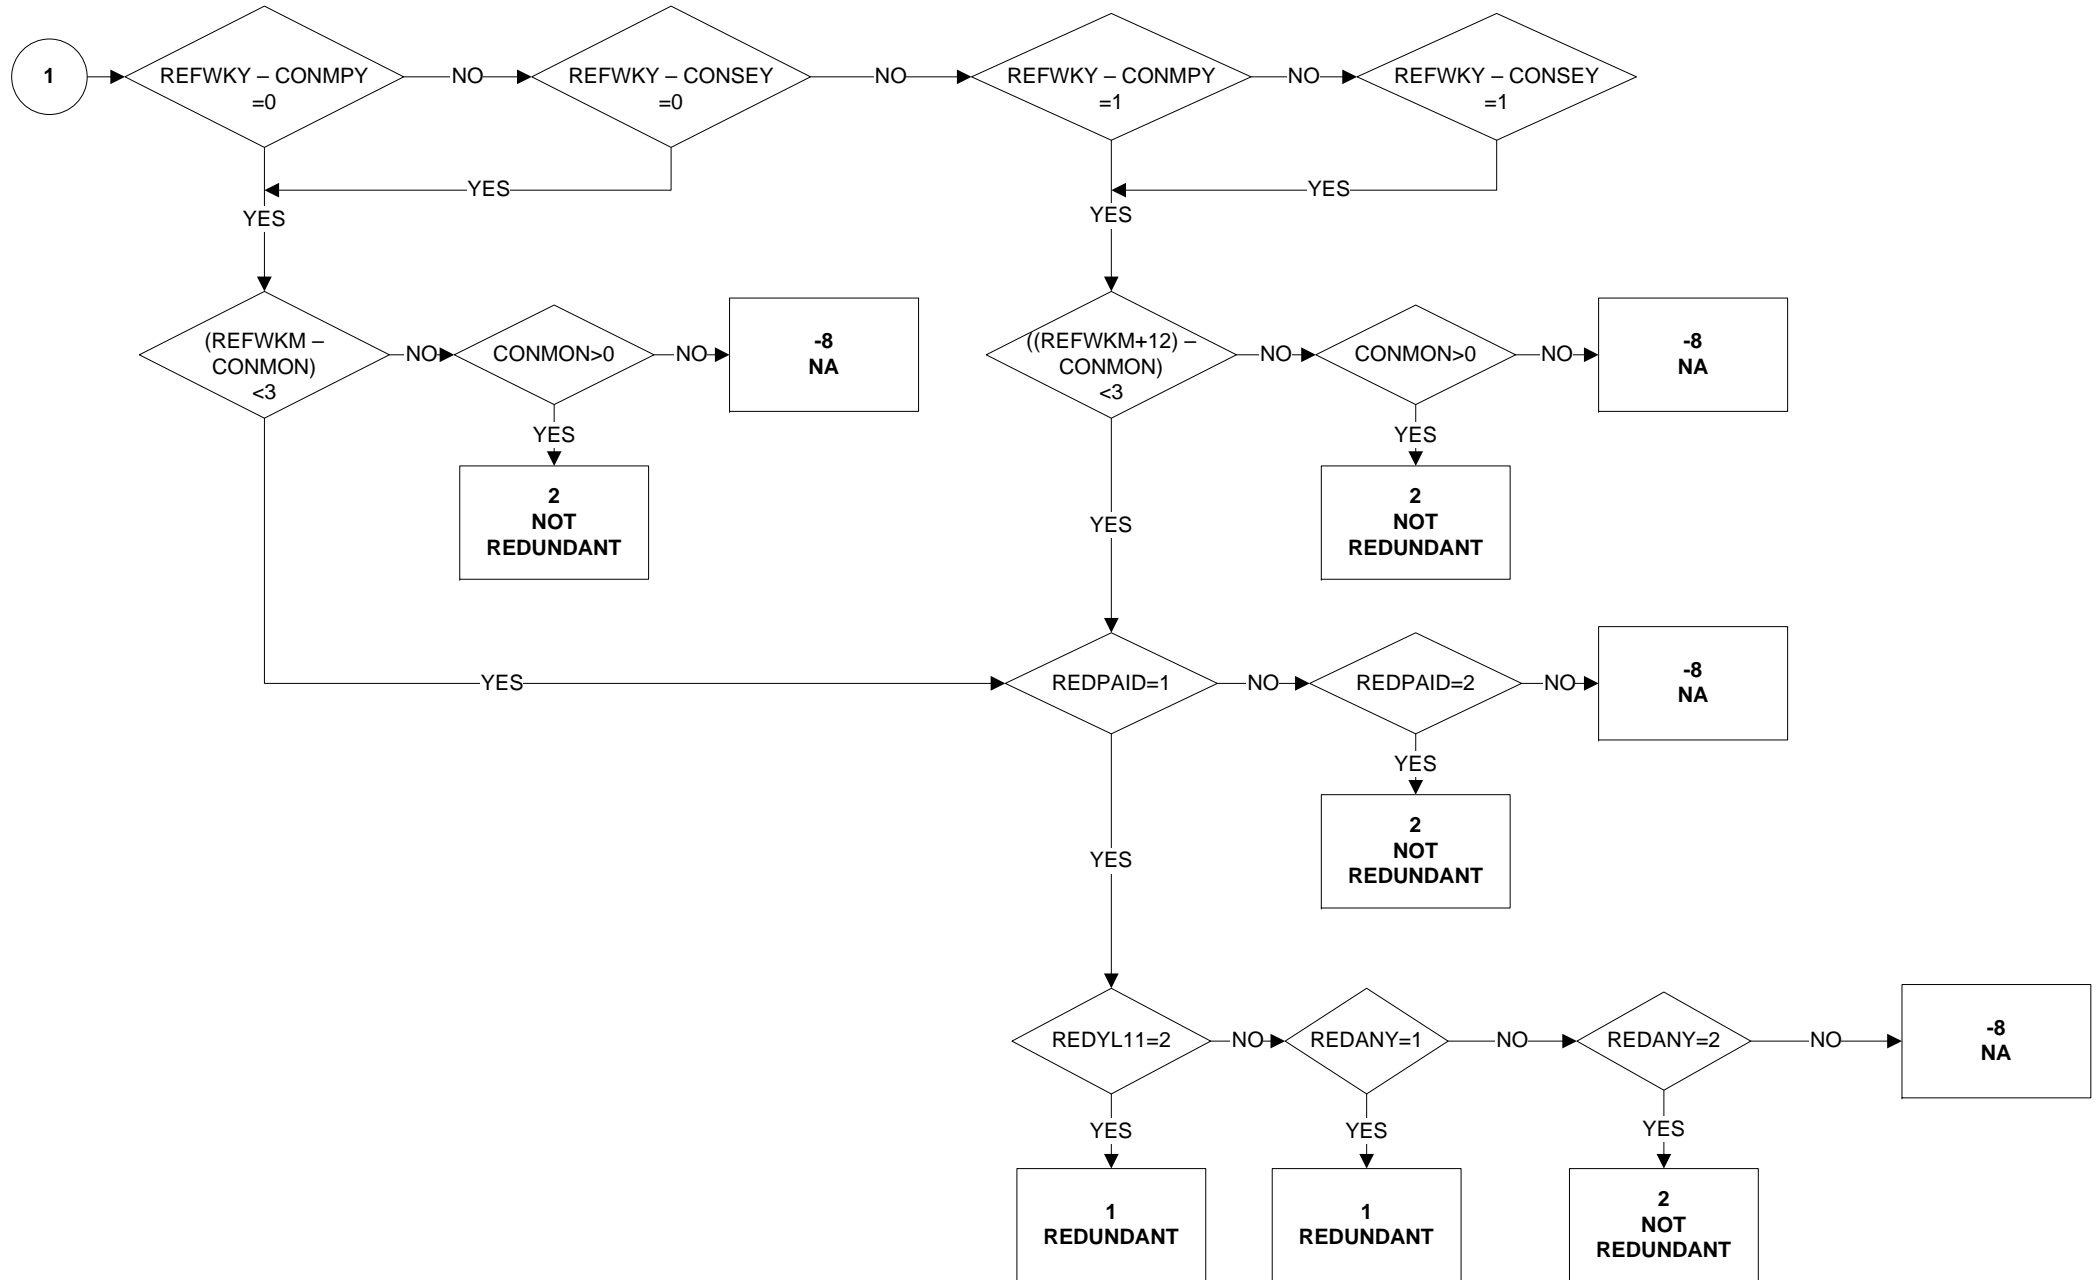 1
REFWKY – CONMPY
=0
NO
REFWKY – CONSEY
=0
NO
REFWKY – CONMPY
=1
NO
REFWKY – CONSEY
=1
YES
YES
YES
YES
(REFWKM –
CONMON)
<3
NO
CONMON>0
NO
-8
NA
((REFWKM+12) –
CONMON)
<3
NO
CONMON>0
NO
-8
NA
YES
2
NOT
REDUNDANT
YES
2
NOT
REDUNDANT
YES
YES
REDPAID=1
NO
REDPAID=2
NO
-8
NA
YES
2
NOT
REDUNDANT
YES
REDYL11=2
NO
REDANY=1
NO
REDANY=2
NO
-8
NA
YES
YES
YES
1
REDUNDANT
1
REDUNDANT
2
NOT
REDUNDANT